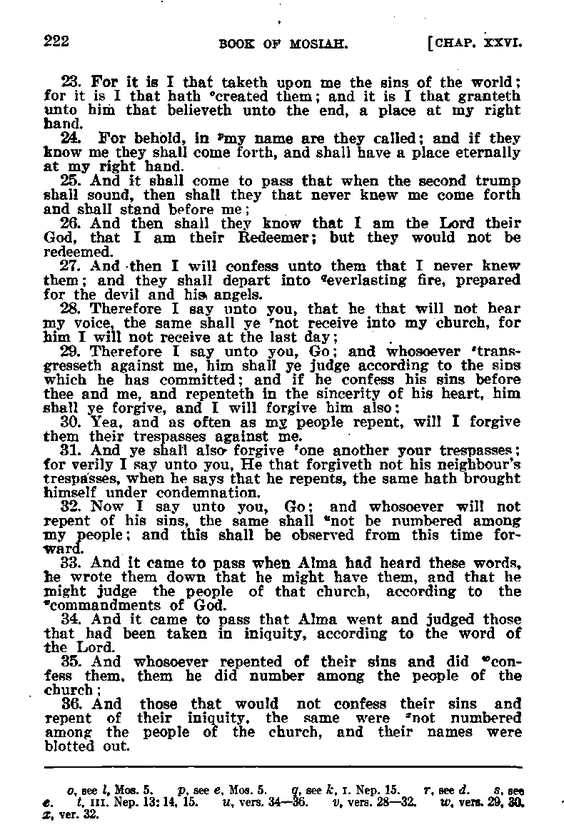 222 BOOK OF MOSIAH. [CHAP. XXVI.
23. For it is I that taketh upon me the sins of the world;
for it is I that hath ᵒcreated them; and it is I that granteth
unto him that believeth unto the end, a place at my right
hand.
24. For behold, in ᵖmy name are they called; and if they
know me they shall come forth, and shall have a place eternally
at my right hand.
25. And it shall come to pass that when the second trump
shall sound, then shall they that never knew me come forth
and shall stand before me;
26. And then shall they know that I am the Lord their
God, that I am their Redeemer; but they would not be
redeemed.
27. And then I will confess unto them that I never knew
them; and they shall depart into qeverlasting fire, prepared
for the devil and his angels.
28. Therefore I say unto you, that he that will not hear
my voice, the same shall ye ʳnot receive into my church, for
him I will not receive at the last day;
29. Therefore I say unto you, Go; and whosoever ˢtrans-
gresseth against me, him shall ye judge according to the sins
which he has committed; and if he confess his sins before
thee and me, and repenteth in the sincerity of his heart, him
shall ye forgive, and I will forgive him also;
30. Yea, and as often as my people repent, will I forgive
them their trespasses against me.
31. And ye shall also forgive ᵗone another your trespasses;
for verily I say unto you, He that forgiveth not his neighbour's
trespasses, when he says that he repents, the same hath brought
himself under condemnation.
32. Now I say unto you, Go; and whosoever will not
repent of his sins, the same shall ᵘnot be numbered among
my people; and this shall be observed from this time for-
ward.
33. And it came to pass when Alma had heard these words,
he wrote them down that he might have them, and that he
might judge the people of that church, according to the
ᵛcommandments of God.
34. And it came to pass that Alma went and judged those
that had been taken in iniquity, according to the word of
the Lord.
35. And whosoever repented of their sins and did ʷcon-
fess them, them he did number among the people of the
church;
36. And those that would not confess their sins and
repent of their iniquity, the same were ˣnot numbered
among the people of the church, and their names were
blotted out.
o, see l, Mos. 5. p, see e, Mos. 5. q, see k, I. Nep. 15. r, see d. s, see
e. t, III. Nep. 13: 14, 15. u, vers. 34—36. v, vers. 28—32. w, vers. 29, 30.
x, ver. 32.